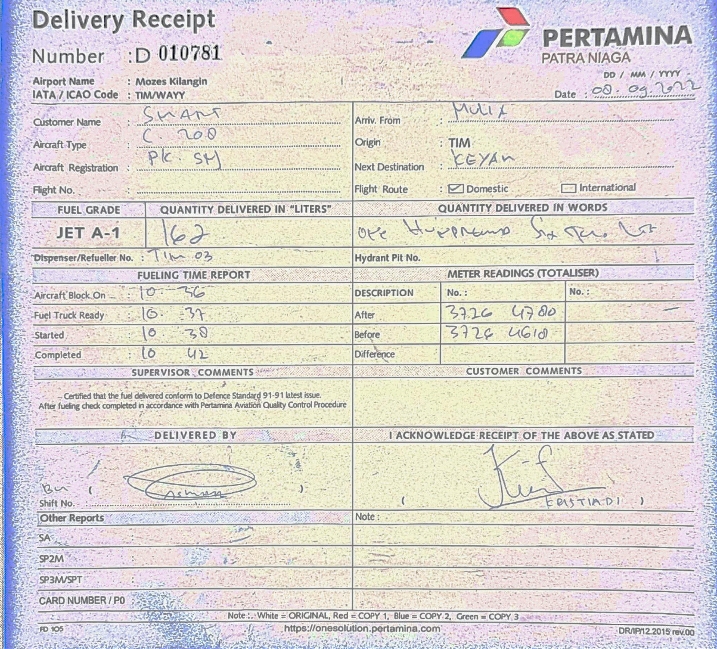 Delivery Receipt
Number : D 010781
PERTAMINA
PATRA NIAGA
Airport Name : Mozes Kilangin
IATA / ICAO Code : TIM/WAYY
DD / MM / YYYY
Date : 08. 09. 2022
Customer Name : SMART
Arriv. From : MULIA
Aircraft Type : C 208
Origin : TIM
Aircraft Registration : PK. SN
Next Destination : KEYAN
Flight No. :
Flight Route : Domestic International
FUEL GRADE QUANTITY DELIVERED IN "LITERS" QUANTITY DELIVERED IN WORDS
JET A-1 162
Dispenser/Refueller No. : TIM 03
Hydrant Pit No.
FUELING TIME REPORT METER READINGS (TOTALISER)
Aircraft Block On : 10 36
DESCRIPTION No. : No. :
Fuel Truck Ready : 10. 37
After 3726 4780
Started : 10 38
Before 3726 4618
Completed : 10 42
Difference
SUPERVISOR COMMENTS CUSTOMER COMMENTS
– Certified that the fuel delivered conform to Defence Standard 91-91 latest issue.
After fueling check completed in accordance with Pertamina Aviation Quality Control Procedure
DELIVERED BY I ACKNOWLEDGE RECEIPT OF THE ABOVE AS STATED
Shift No.
Other Reports
Note :
SA
SP2M
SP3M/SPT
CARD NUMBER / P0
Note : White = ORIGINAL, Red = COPY 1, Blue = COPY 2, Green = COPY 3
FD 105
https://onesolution.pertamina.com
DR/IP/12.2015 rev.00